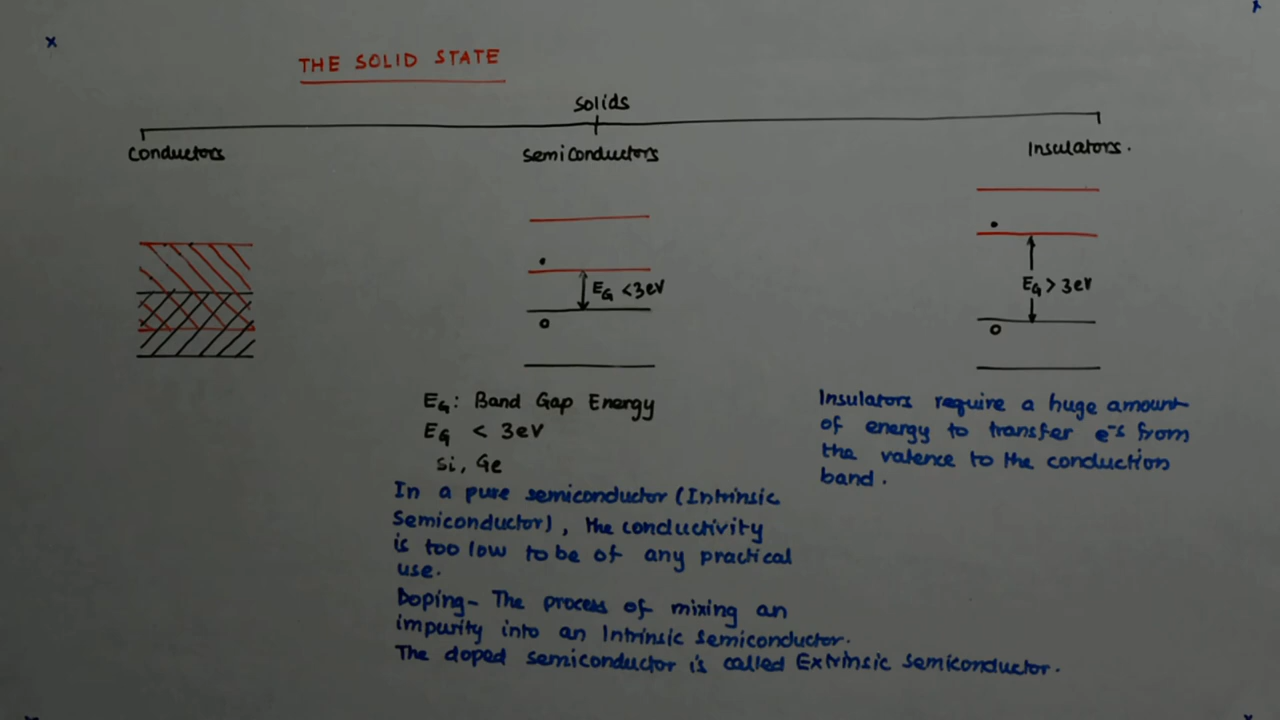 THE SOLID STATE
Solids
Conductors
Semiconductors
Insulators.
EG <3eV
EG > 3eV
EG: Band Gap Energy
EG < 3eV
Si, Ge
Insulators require a huge amount
of energy to transfer e-s from
the valence to the conduction
band.
In a pure semiconductor (Intrinsic
Semiconductor), the conductivity
is too low to be of any practical
use.
Doping- The process of mixing an
impurity into an Intrinsic semiconductor.
The doped semiconductor is called Extrinsic semiconductor.